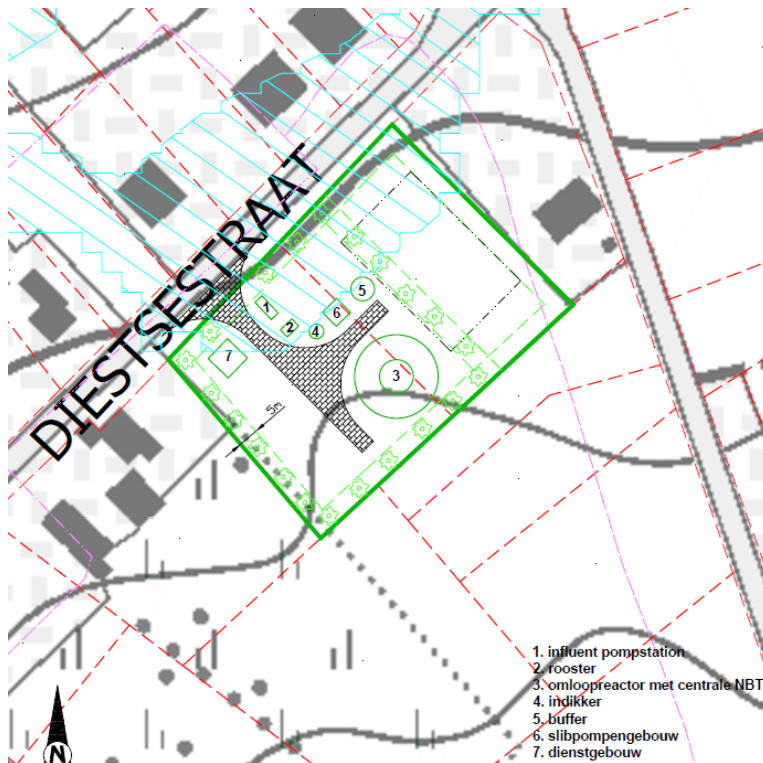 DIESTSESTRAAT
1
2
4
6
5
7
3
5m
1. influent pompstation
2. rooster
3. omloopreactor met centrale NBT
4. indikker
5. buffer
6. slibpompengebouw
7. dienstgebouw
N